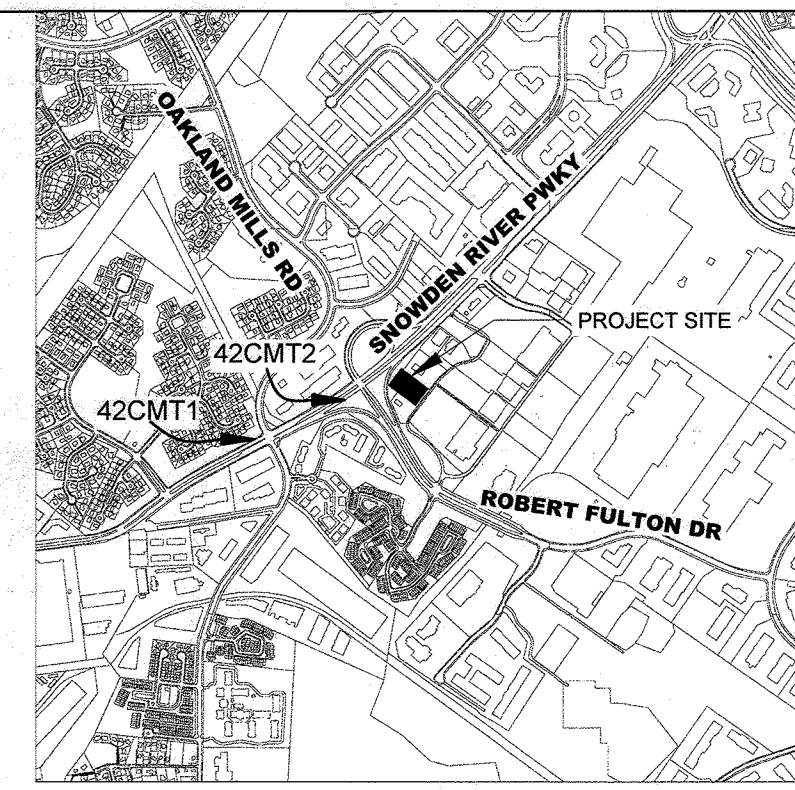 OAKLAND MILLS RD
SNOWDEN RIVER PWKY
PROJECT SITE
42CMT2
42CMT1
ROBERT FULTON DR